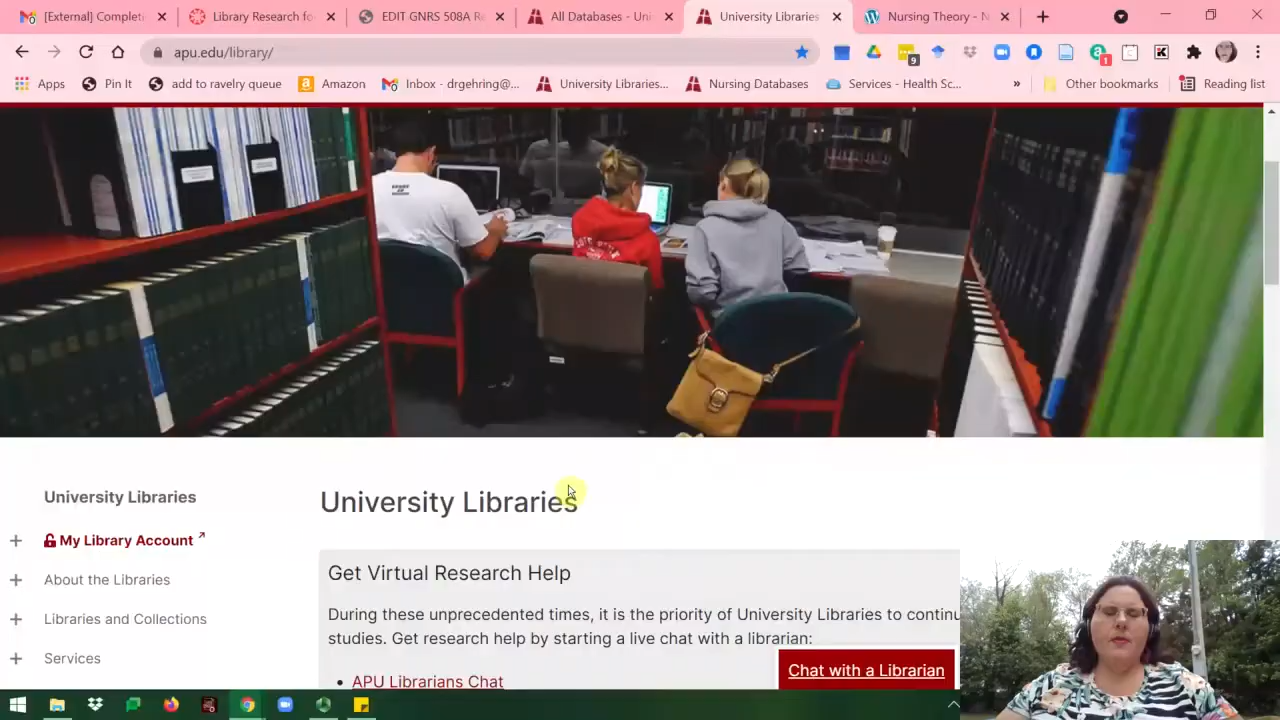 [External] Complet
Library Research fo
EDIT GNRS 508A R
All Databases - Uni
University Libraries
Nursing Theory - N
apu.edu/library/
9
1
Apps
Pin It
add to ravelry queue
Amazon
Inbox - drgehring@...
University Libraries...
Nursing Databases
Services - Health Sc...
»
Other bookmarks
Reading list
University Libraries
My Library Account
About the Libraries
Libraries and Collections
Services
University Libraries
Get Virtual Research Help
During these unprecedented times, it is the priority of University Libraries to continu
studies. Get research help by starting a live chat with a librarian:
• APU Librarians Chat
Chat with a Librarian